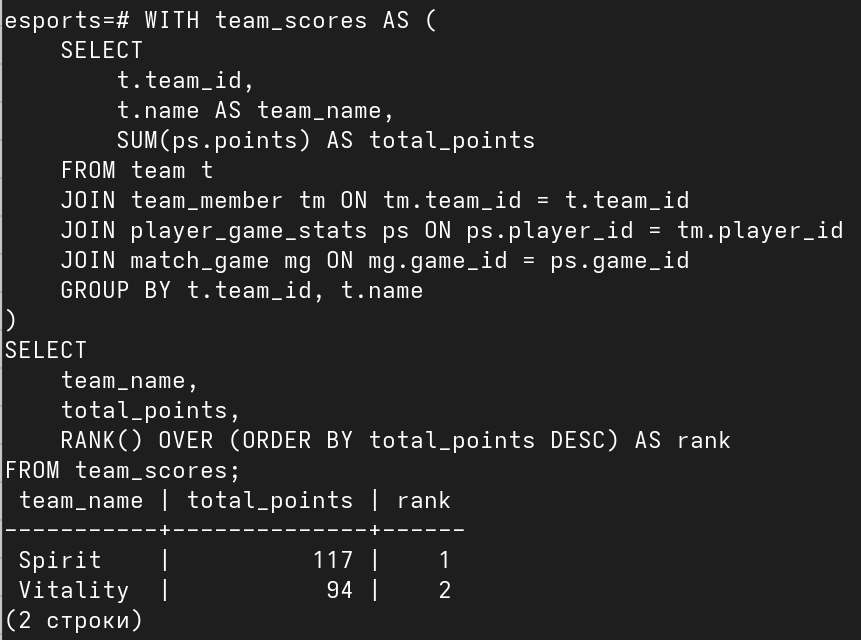 esports=# WITH team_scores AS (
    SELECT
        t.team_id,
        t.name AS team_name,
        SUM(ps.points) AS total_points
    FROM team t
    JOIN team_member tm ON tm.team_id = t.team_id
    JOIN player_game_stats ps ON ps.player_id = tm.player_id
    JOIN match_game mg ON mg.game_id = ps.game_id
    GROUP BY t.team_id, t.name
)
SELECT
    team_name,
    total_points,
    RANK() OVER (ORDER BY total_points DESC) AS rank
FROM team_scores;
 team_name | total_points | rank
-----------+--------------+------
 Spirit    |          117 |    1
 Vitality  |           94 |    2
(2 строки)